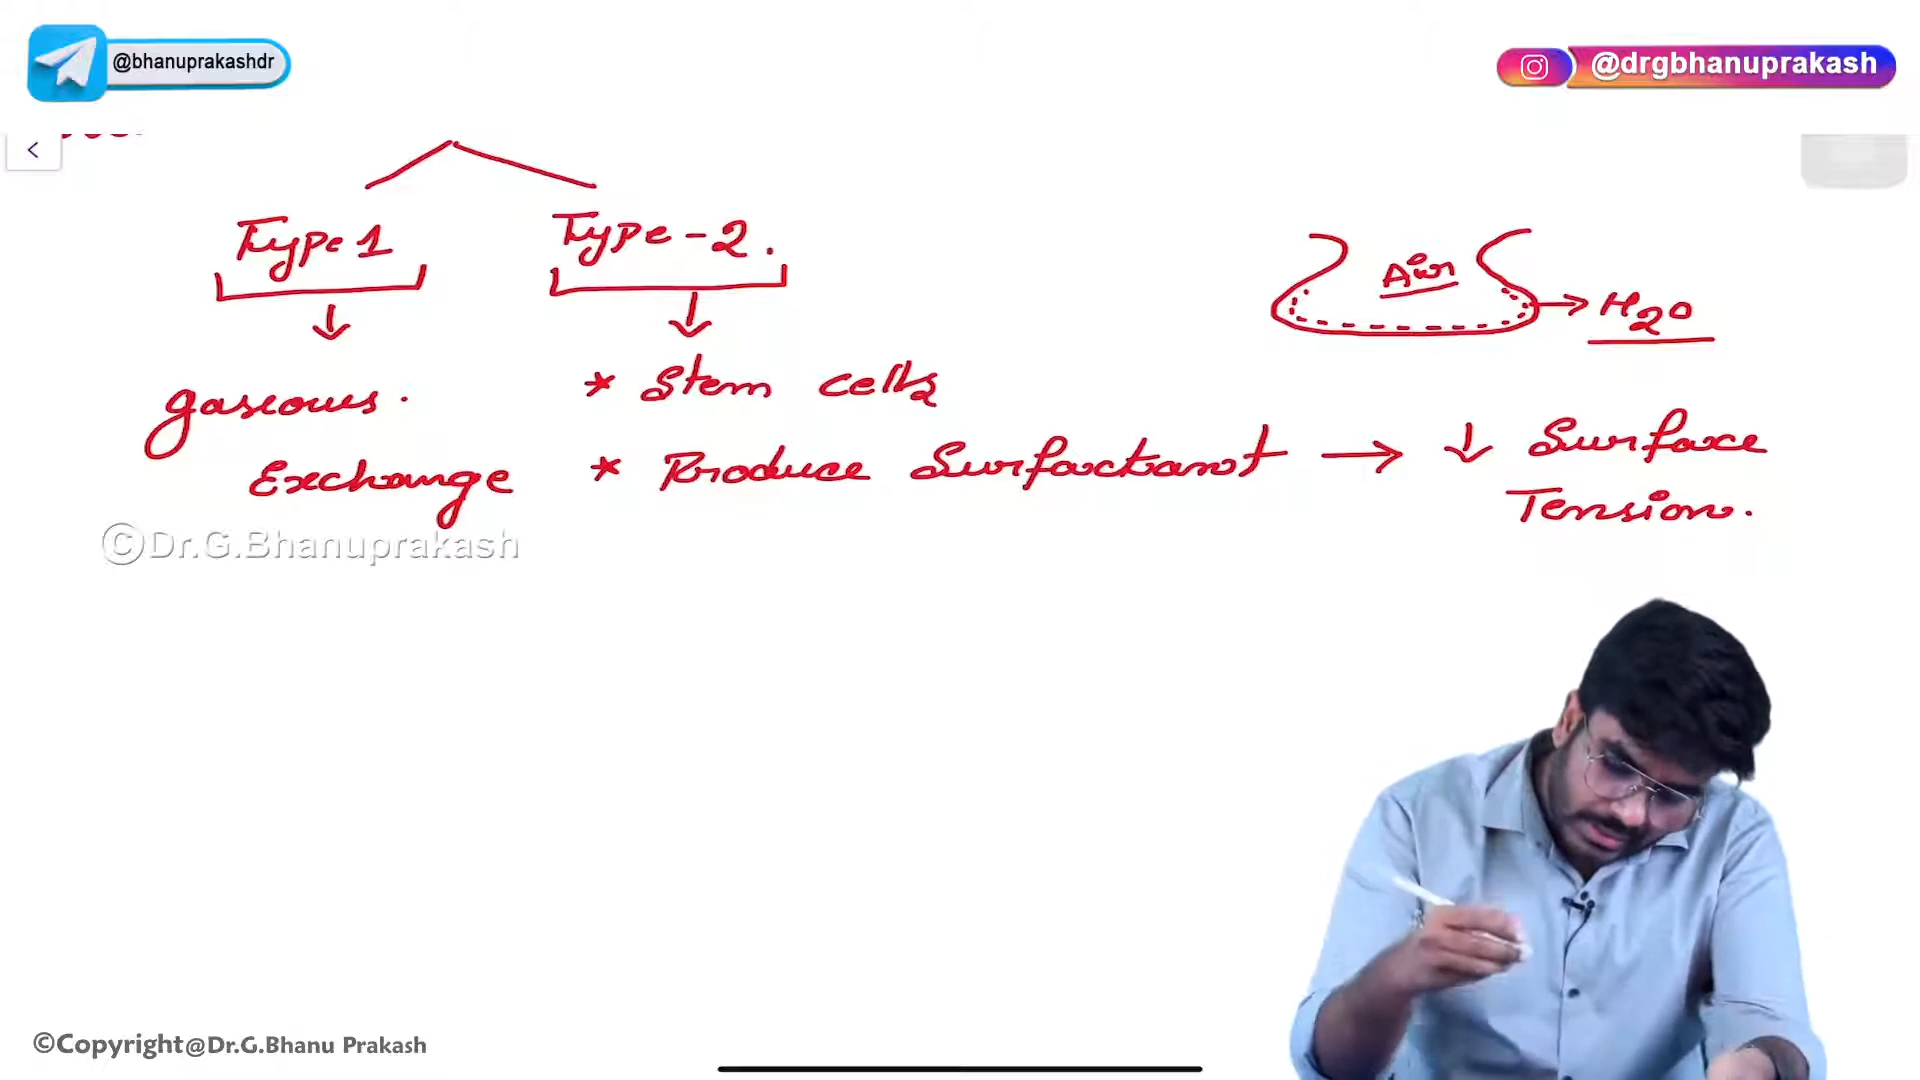 @bhanuprakashdr
@drgbhanuprakash
Type 1
Type-2.
Air
→ H2O
gaseous.
Exchange
* Stem cells
* Produce Surfactant → ↓ Surface
Tension.
©Dr.G.Bhanuprakash
©Copyright@Dr.G.Bhanu Prakash